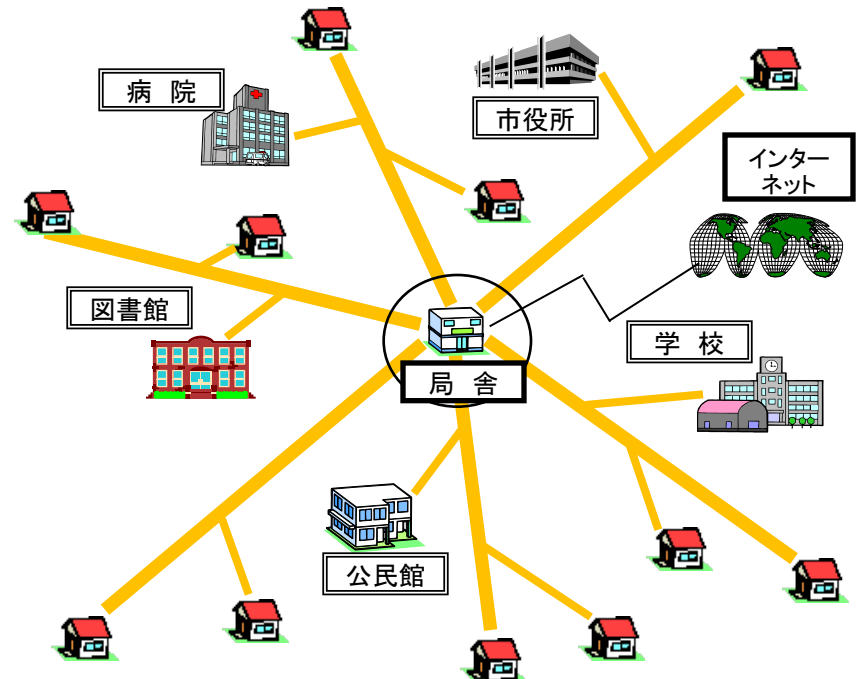 病 院
市役所
インター
ネット
図書館
学 校
局 舎
公民館